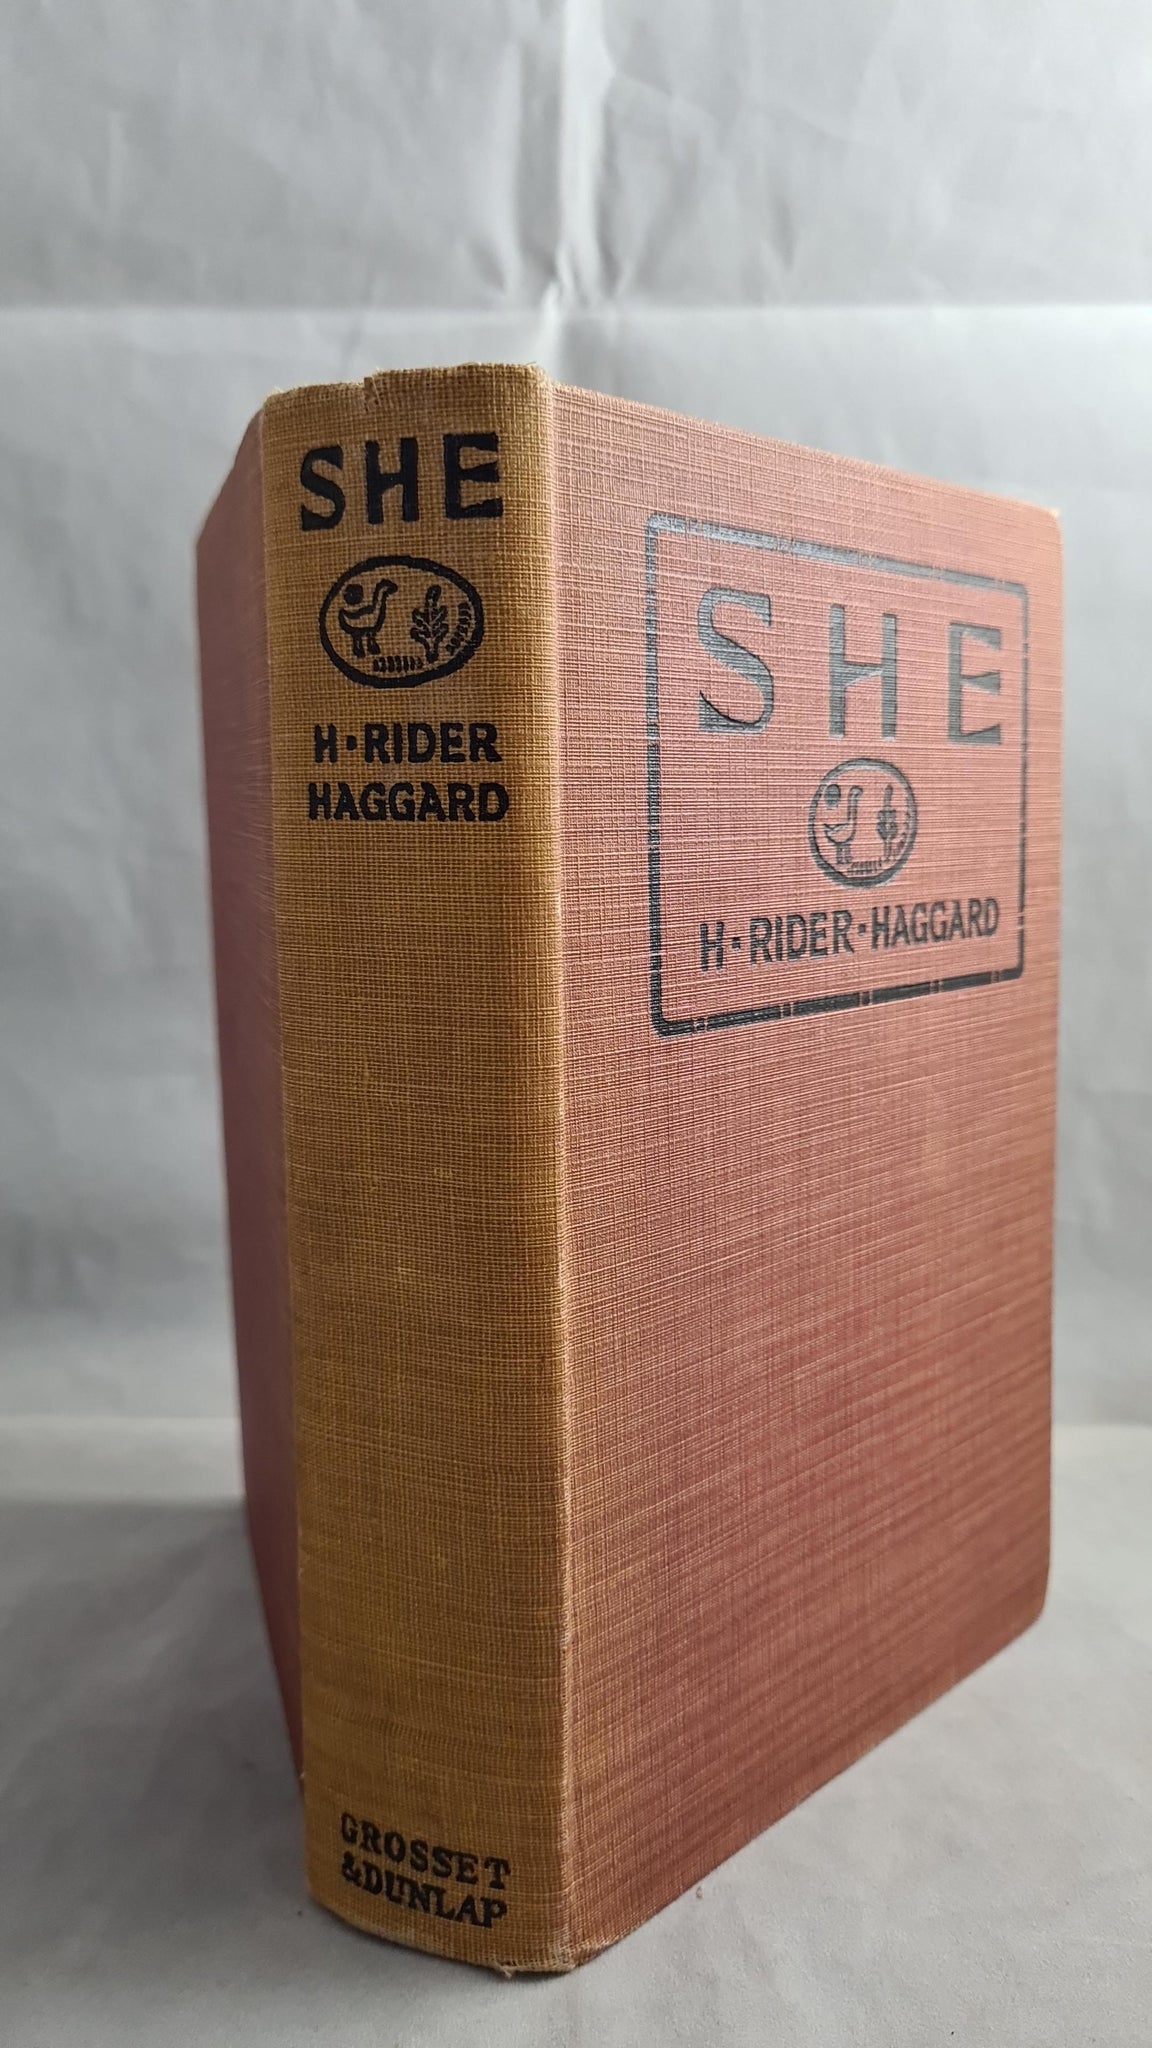 SHE
H·RIDER
HAGGARD
GROSSET
&DUNLAP
SHE
H·RIDER·HAGGARD